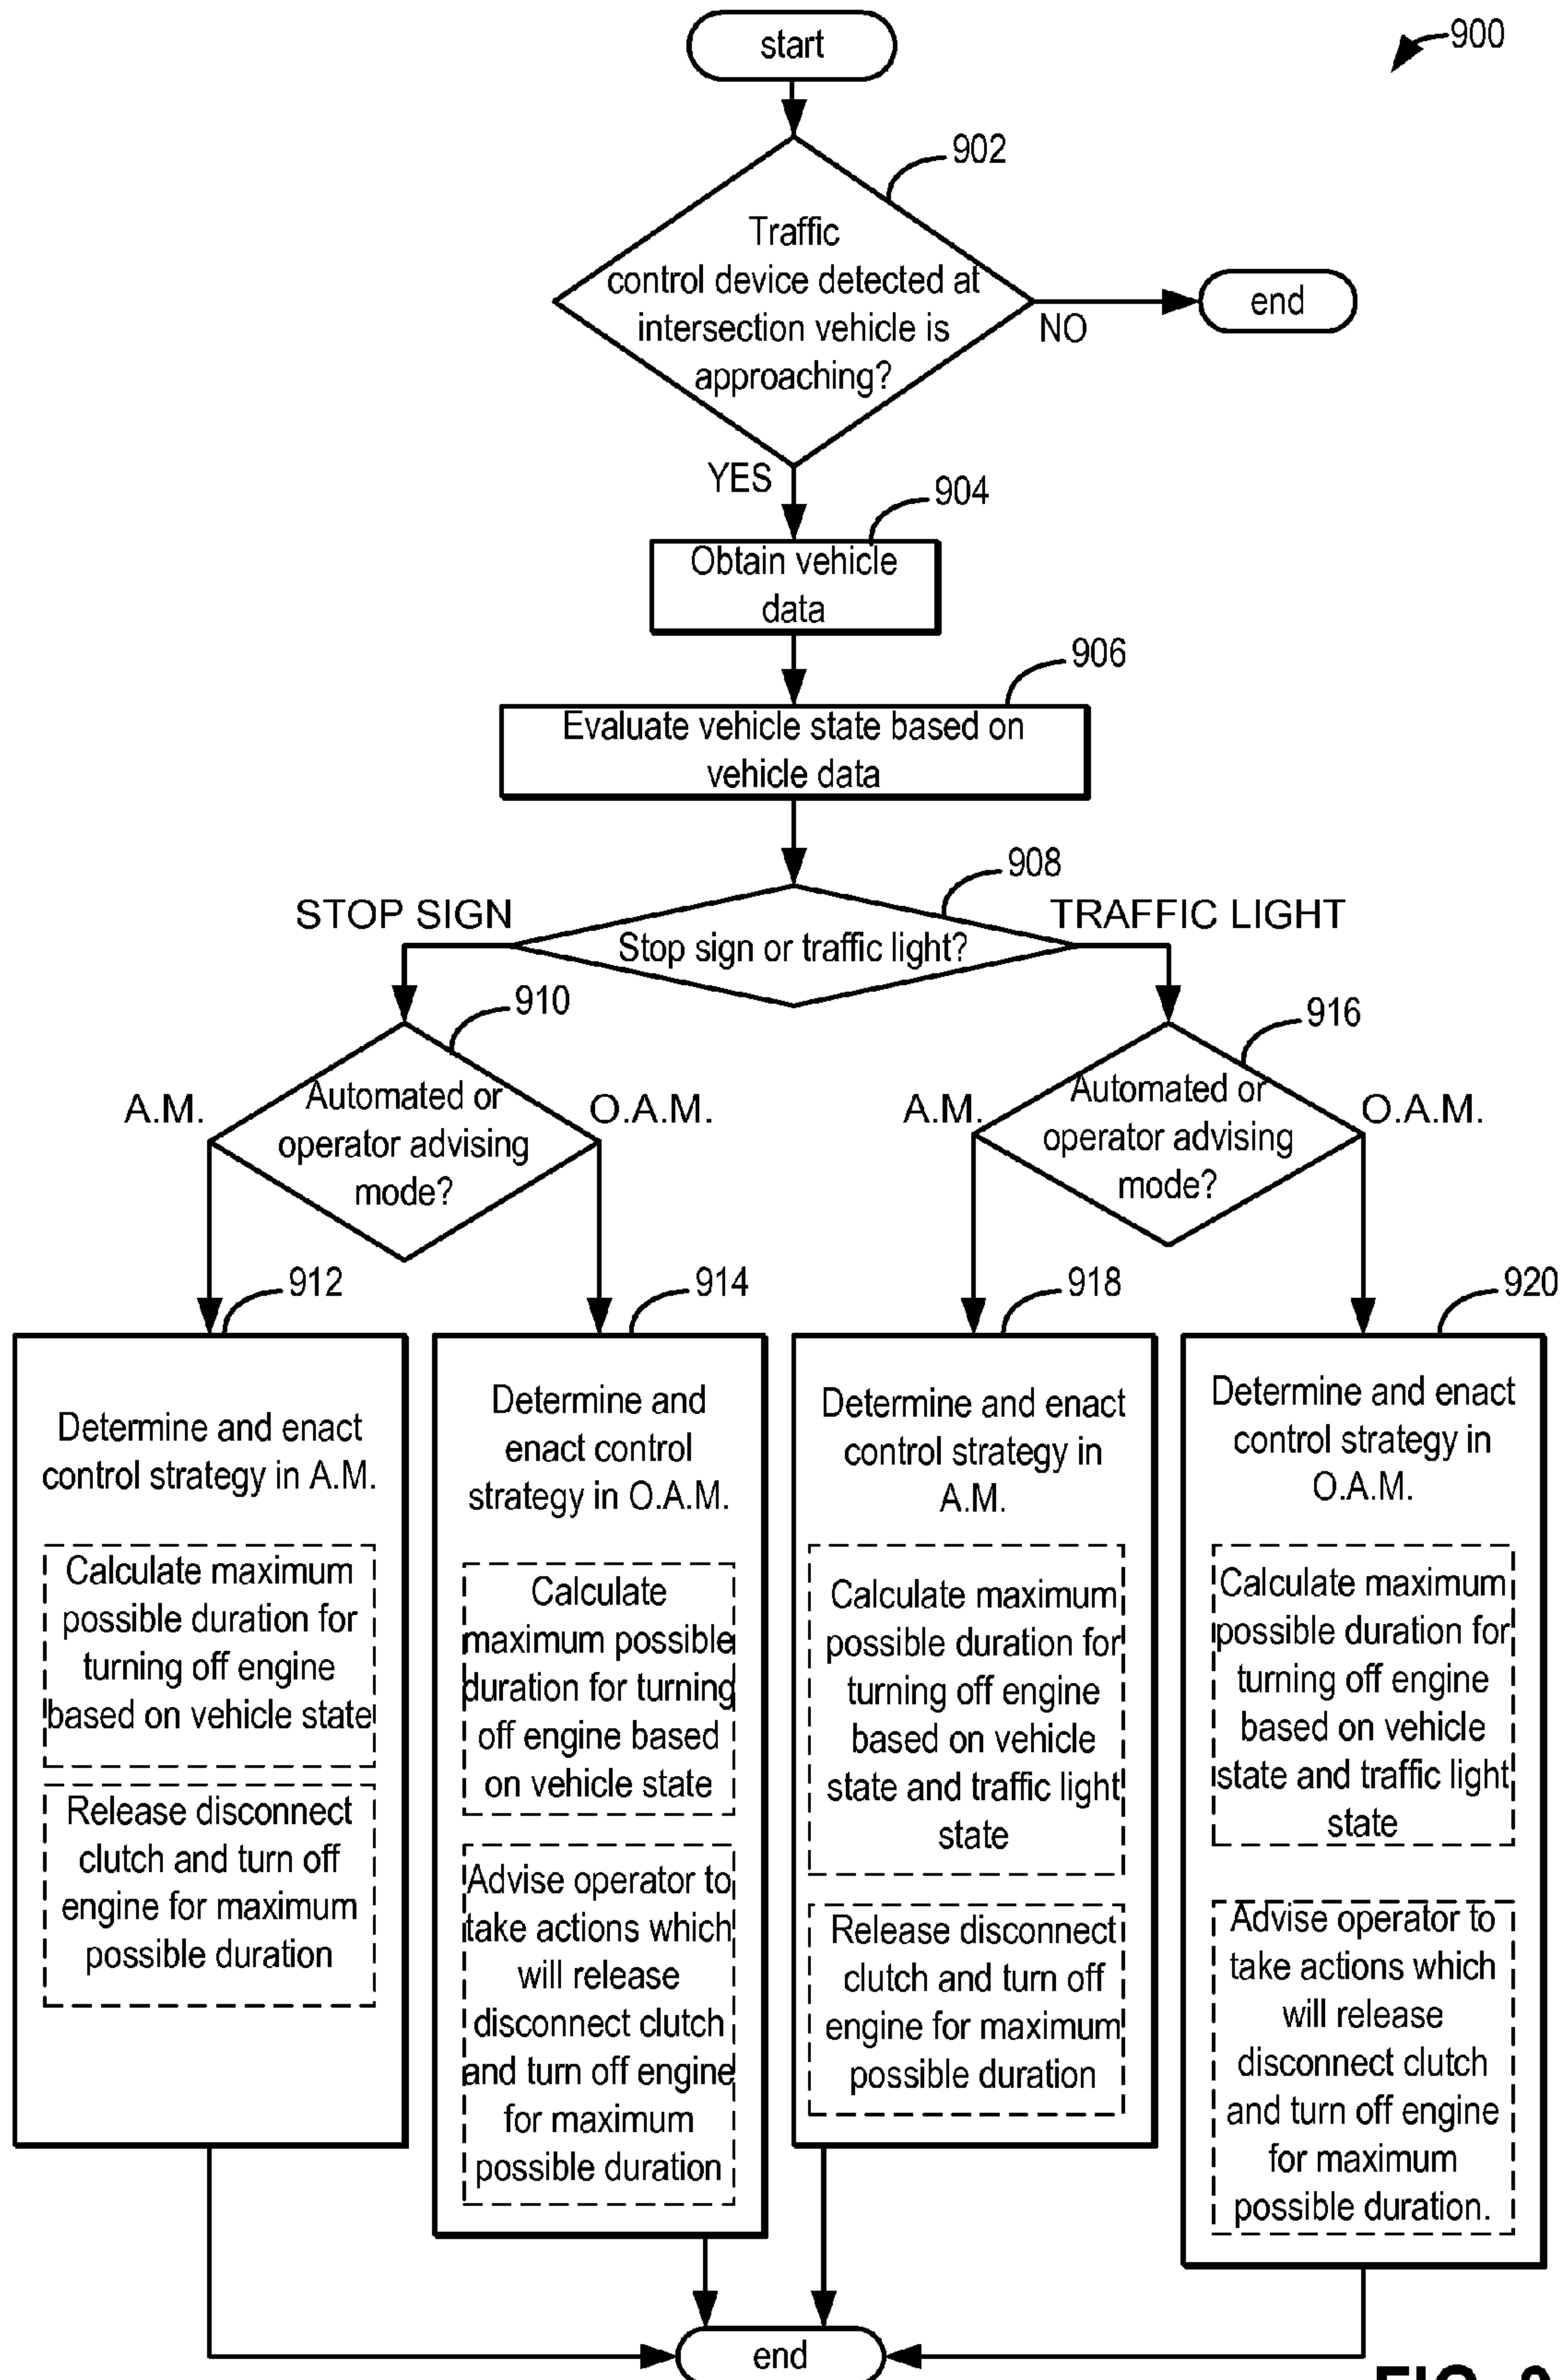 start
900
902
Traffic
control device detected at
intersection vehicle is
approaching?
NO
end
YES
904
Obtain vehicle
data
906
Evaluate vehicle state based on
vehicle data
908
STOP SIGN
TRAFFIC LIGHT
Stop sign or traffic light?
910
916
A.M.
Automated or
operator advising
mode?
O.A.M.
A.M.
Automated or
operator advising
mode?
O.A.M.
912
914
918
920
Determine and enact
control strategy in A.M.
Calculate maximum
possible duration for
turning off engine
based on vehicle state
Release disconnect
clutch and turn off
engine for maximum
possible duration
Determine and
enact control
strategy in O.A.M.
Calculate
maximum possible
duration for turning
off engine based
on vehicle state
Advise operator to
take actions which
will release
disconnect clutch
and turn off engine
for maximum
possible duration
Determine and enact
control strategy in
A.M.
Calculate maximum
possible duration for
turning off engine
based on vehicle
state and traffic light
state
Release disconnect
clutch and turn off
engine for maximum
possible duration
Determine and enact
control strategy in
O.A.M.
Calculate maximum
possible duration for
turning off engine
based on vehicle
state and traffic light
state
Advise operator to
take actions which
will release
disconnect clutch
and turn off engine
for maximum
possible duration.
end
FIG.